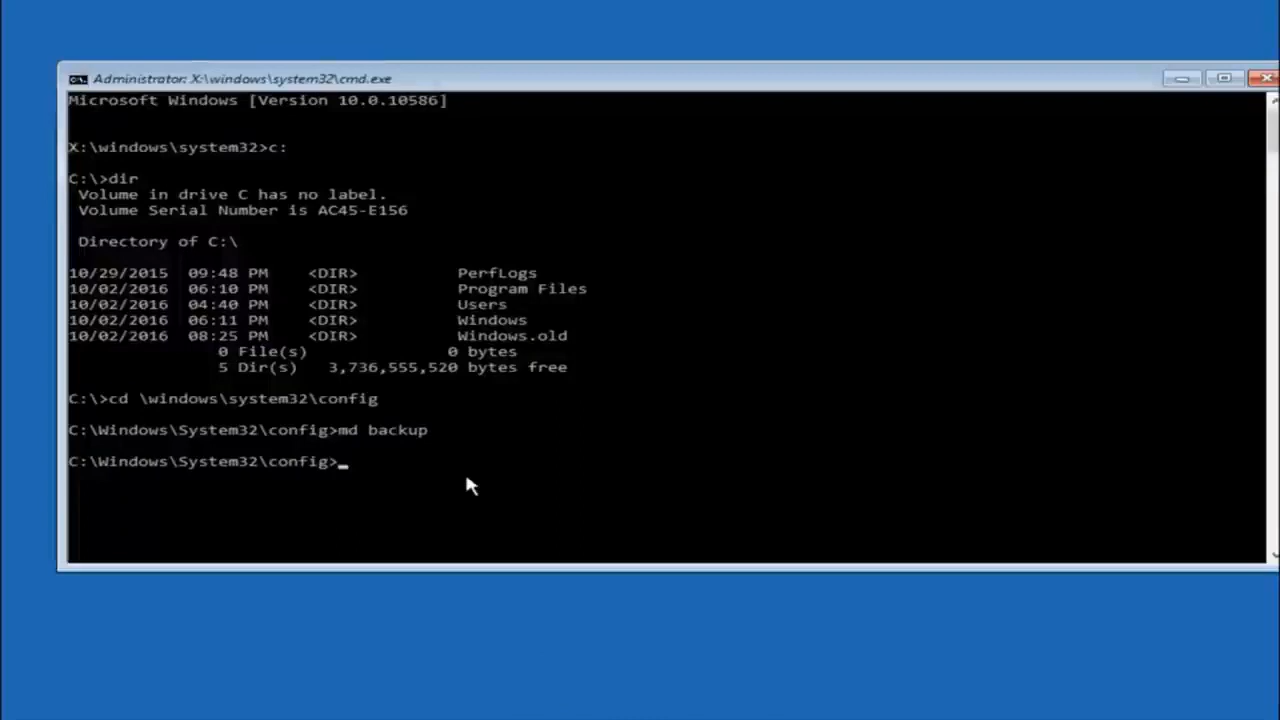 Administrator: X:\windows\system32\cmd.exe
Microsoft Windows [Version 10.0.10586]
X:\windows\system32>c:
C:\>dir
Volume in drive C has no label.
Volume Serial Number is AC45-E156
Directory of C:\
10/29/2015  09:48 PM    <DIR>          PerfLogs
10/02/2016  06:10 PM    <DIR>          Program Files
10/02/2016  04:40 PM    <DIR>          Users
10/02/2016  06:11 PM    <DIR>          Windows
10/02/2016  08:25 PM    <DIR>          Windows.old
0 File(s)              0 bytes
5 Dir(s)   3,736,555,520 bytes free
C:\>cd \windows\system32\config
C:\Windows\System32\config>md backup
C:\Windows\System32\config>_